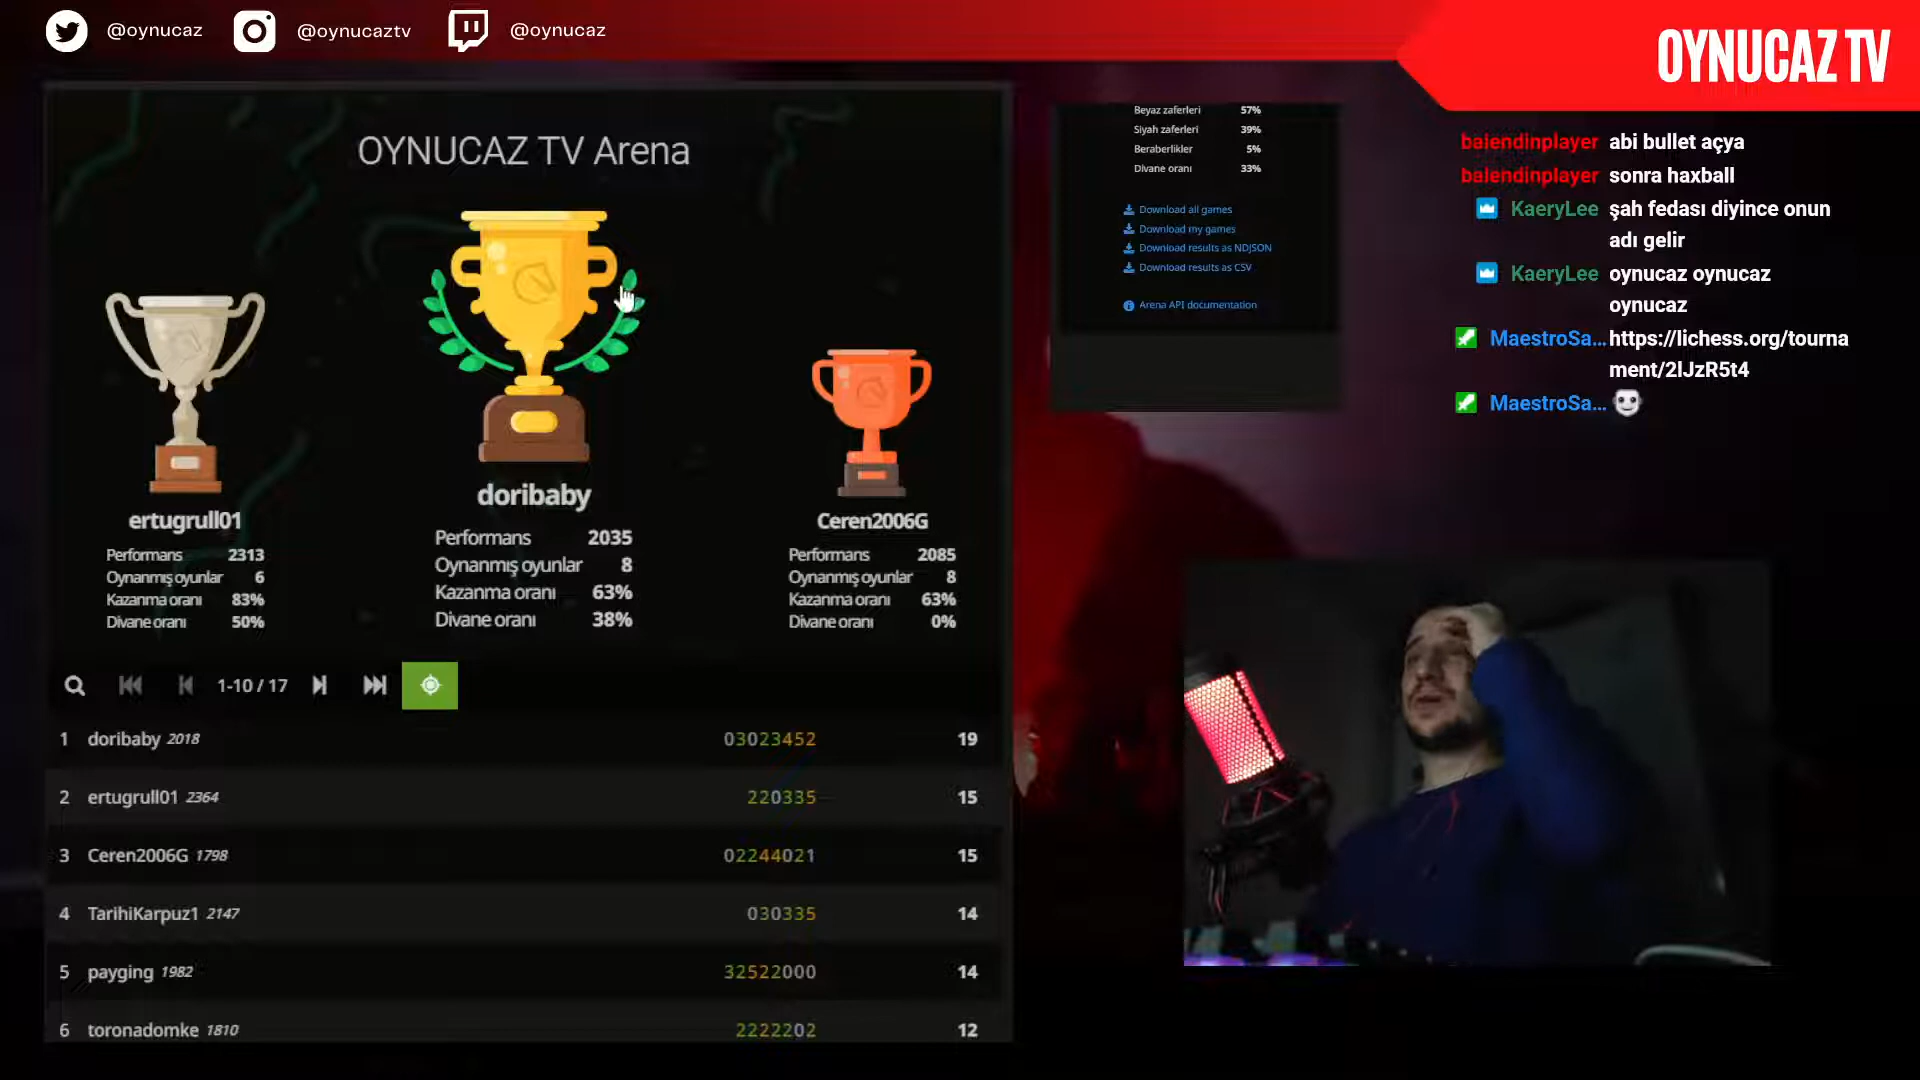 @oynucaz
@oynucaztv
@oynucaz
OYNUCAZ TV
OYNUCAZ TV Arena
doribaby
Performans 2035
Oynanmış oyunlar 8
Kazanma oranı 63%
Divane oranı 38%
ertugrull01
Performans 2313
Oynanmış oyunlar 6
Kazanma oranı 83%
Divane oranı 50%
Ceren2006G
Performans 2085
Oynanmış oyunlar 8
Kazanma oranı 63%
Divane oranı 0%
1-10 / 17
1 doribaby 2018 03023452 19
2 ertugrull01 2364 220335 15
3 Ceren2006G 1798 02244021 15
4 TarihiKarpuz1 2147 030335 14
5 payging 1982 32522000 14
6 toronadomke 1810 2222202 12
Beyaz zaferleri 57%
Siyah zaferleri 39%
Beraberlikler 5%
Divane oranı 33%
Download all games
Download my games
Download results as NDJSON
Download results as CSV
Arena API documentation
baiendinplayer abi bullet açya
baiendinplayer sonra haxball
KaeryLee şah fedası diyince onun
adı gelir
KaeryLee oynucaz oynucaz
oynucaz
MaestroSa... https://lichess.org/tourna
ment/2lJzR5t4
MaestroSa...